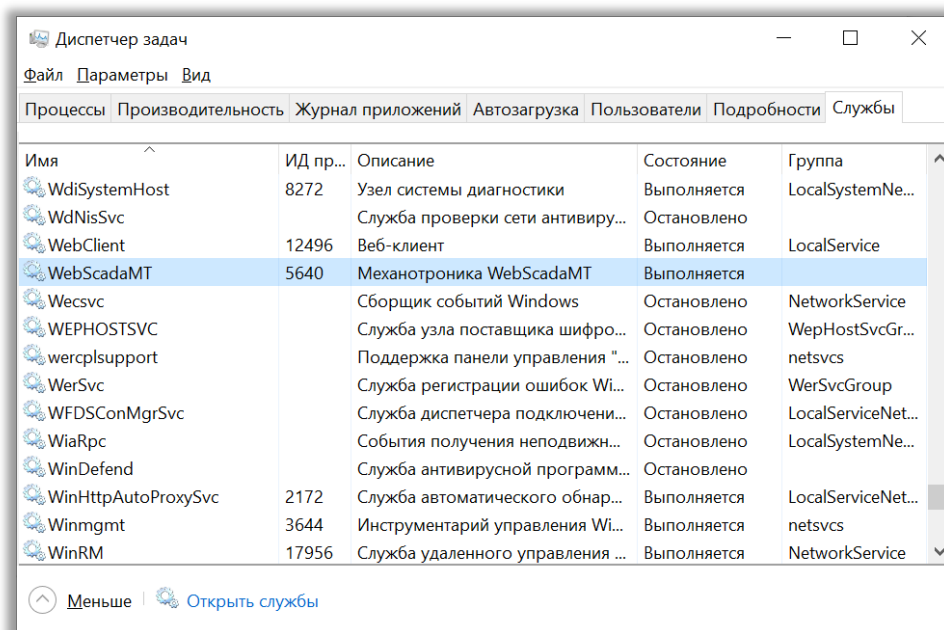 Диспетчер задач
Файл Параметры Вид
Процессы Производительность Журнал приложений Автозагрузка Пользователи Подробности Службы
Имя ИД пр... Описание Состояние Группа
WdiSystemHost 8272 Узел системы диагностики Выполняется LocalSystemNe...
WdNisSvc Служба проверки сети антивиру... Остановлено
WebClient 12496 Веб-клиент Выполняется LocalService
WebScadaMT 5640 Механотроника WebScadaMT Выполняется
Wecsvc Сборщик событий Windows Остановлено NetworkService
WEPHOSTSVC Служба узла поставщика шифро... Остановлено WepHostSvcGr...
wercplsupport Поддержка панели управления "... Остановлено netsvcs
WerSvc Служба регистрации ошибок Wi... Остановлено WerSvcGroup
WFDSConMgrSvc Служба диспетчера подключени... Остановлено LocalServiceNet...
WiaRpc События получения неподвижн... Остановлено LocalSystemNe...
WinDefend Служба антивирусной программ... Остановлено
WinHttpAutoProxySvc 2172 Служба автоматического обнар... Выполняется LocalServiceNet...
Winmgmt 3644 Инструментарий управления Wi... Выполняется netsvcs
WinRM 17956 Служба удаленного управления ... Выполняется NetworkService
Меньше Открыть службы